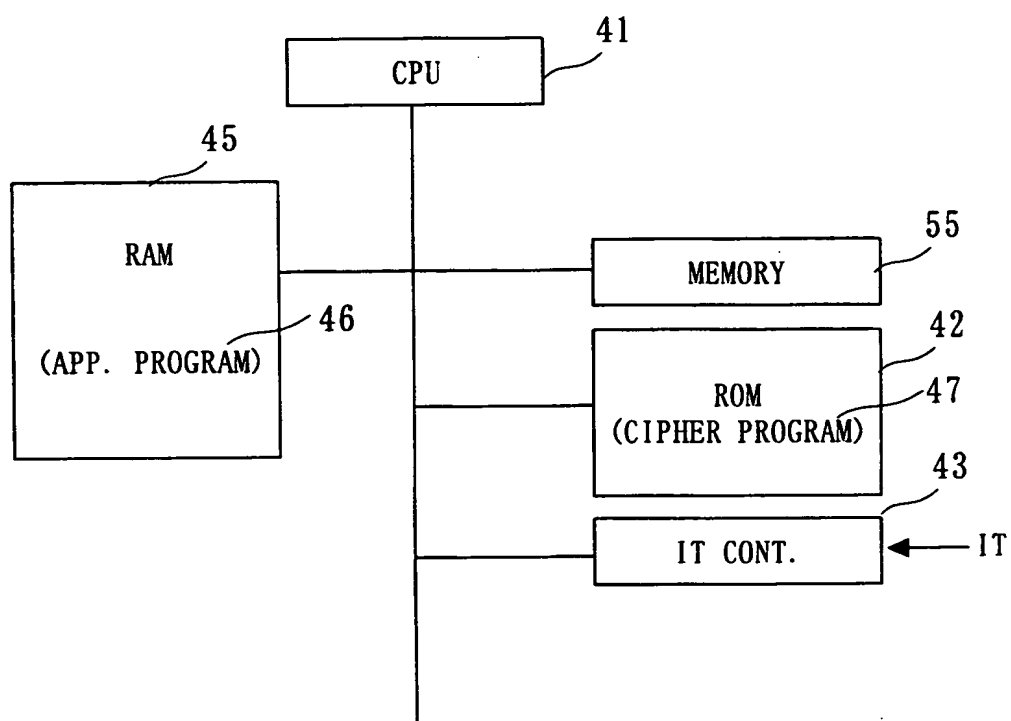 41
CPU
45
RAM
46
(APP. PROGRAM)
55
MEMORY
42
ROM
47
(CIPHER PROGRAM)
43
IT CONT.
IT